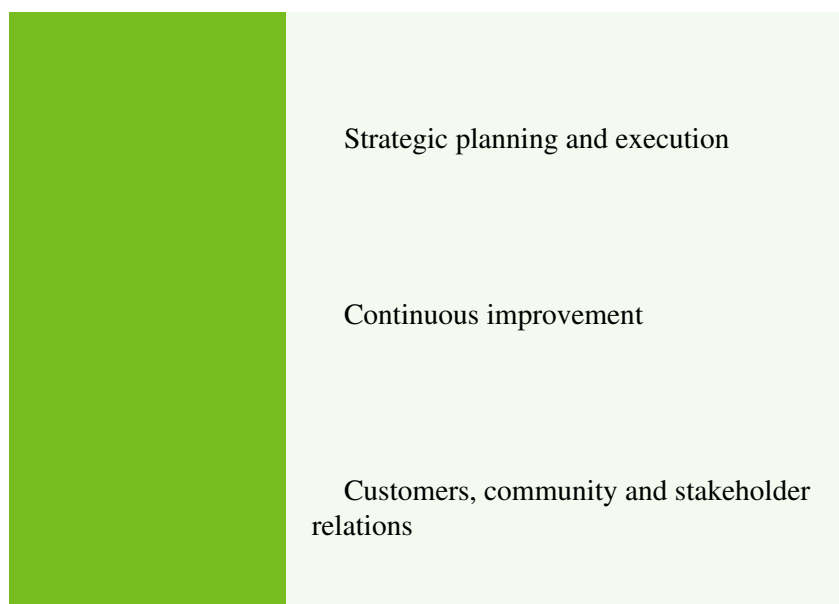 Strategic planning and execution
Continuous improvement
Customers, community and stakeholder
relations